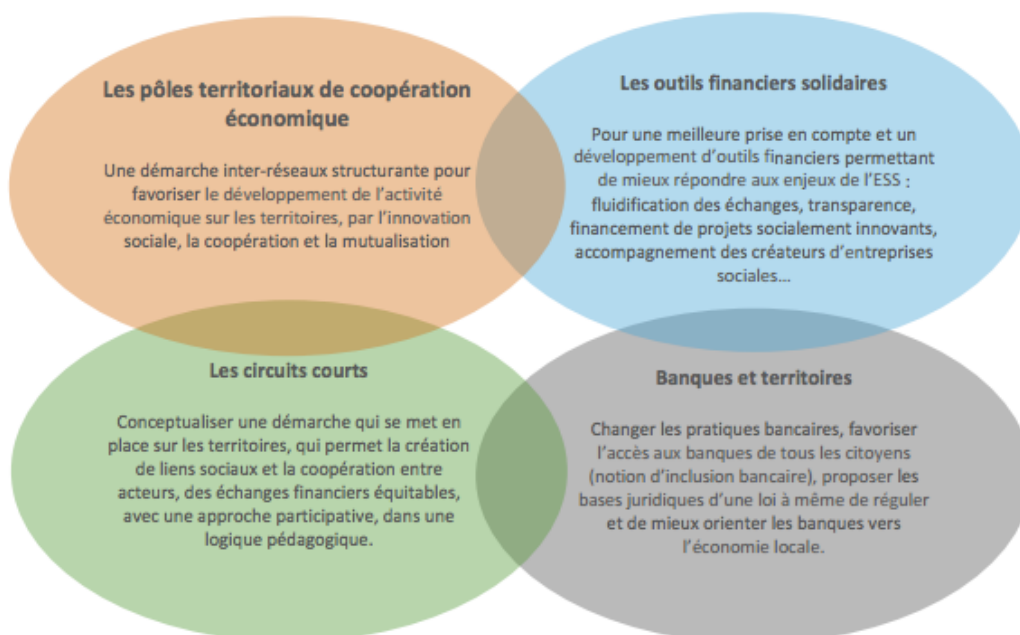 Les pôles territoriaux de coopération
économique
Une démarche inter-réseaux structurante pour
favoriser le développement de l'activité
économique sur les territoires, par l'innovation
sociale, la coopération et la mutualisation
Les outils financiers solidaires
Pour une meilleure prise en compte et un
développement d'outils financiers permettant
de mieux répondre aux enjeux de l'ESS :
fluidification des échanges, transparence,
financement de projets socialement innovants,
accompagnement des créateurs d'entreprises
sociales…
Les circuits courts
Conceptualiser une démarche qui se met en
place sur les territoires, qui permet la création
de liens sociaux et la coopération entre
acteurs, des échanges financiers équitables,
avec une approche participative, dans une
logique pédagogique.
Banques et territoires
Changer les pratiques bancaires, favoriser
l'accès aux banques de tous les citoyens
(notion d'inclusion bancaire), proposer les
bases juridiques d'une loi à même de réguler
et de mieux orienter les banques vers
l'économie locale.